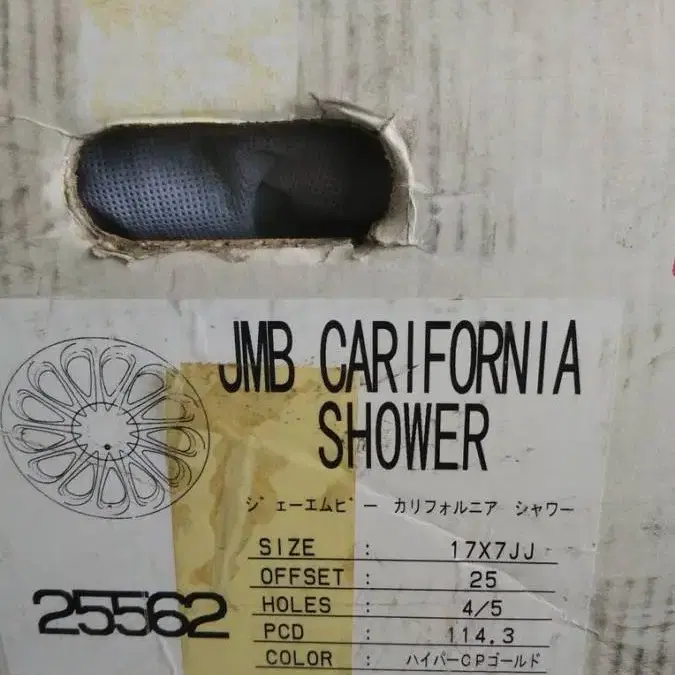 JMB CARIFORNIA
SHOWER
ジェーエムビー カリフォルニア シャワー
SIZE : 17X7JJ
OFFSET : 25
HOLES : 4/5
PCD : 114.3
COLOR : ハイパーCPゴールド
25562